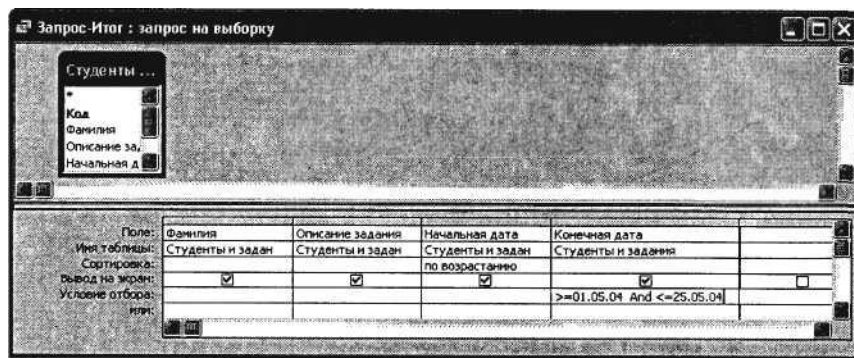 Запрос-Итог : запрос на выборку
Студенты ...
*
Код
Фамилия
Описание зад
Начальная д
Поле: Фамилия Описание задания Начальная дата Конечная дата
Имя таблицы: Студенты и задан Студенты и задан Студенты и задан Студенты и задания
Сортировка: по возрастанию
Вывод на экран:
Условие отбора: >=01.05.04 And <=25.05.04
или: